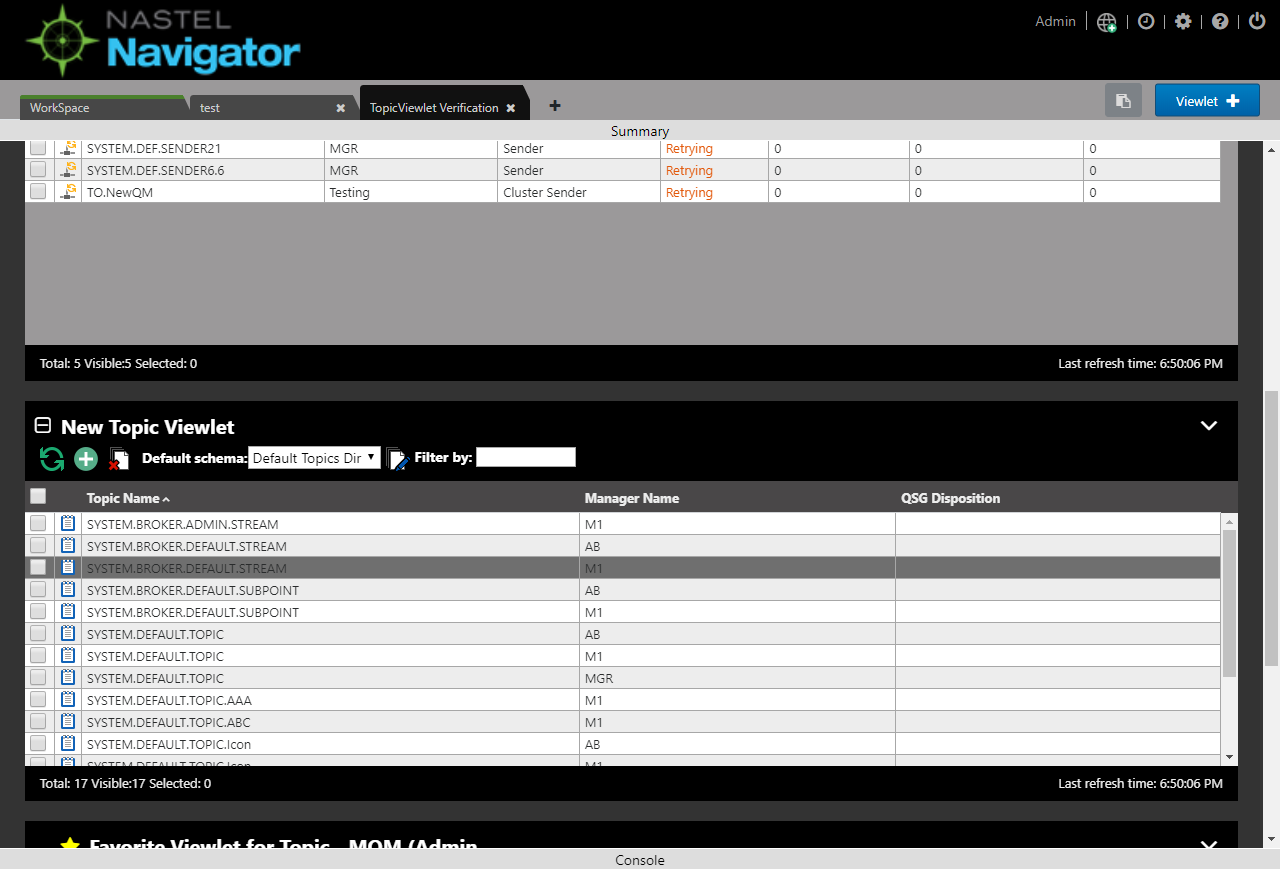 NASTEL
Navigator
Admin
WorkSpace
test
TopicViewlet Verification
Viewlet
Summary
SYSTEM.DEF.SENDER21 MGR Sender Retrying 0 0 0
SYSTEM.DEF.SENDER6.6 MGR Sender Retrying 0 0 0
TO.NewQM Testing Cluster Sender Retrying 0 0 0
Total: 5 Visible:5 Selected: 0 Last refresh time: 6:50:06 PM
New Topic Viewlet
Default schema: Default Topics Dir Filter by:
Topic Name Manager Name QSG Disposition
SYSTEM.BROKER.ADMIN.STREAM M1
SYSTEM.BROKER.DEFAULT.STREAM AB
SYSTEM.BROKER.DEFAULT.STREAM M1
SYSTEM.BROKER.DEFAULT.SUBPOINT AB
SYSTEM.BROKER.DEFAULT.SUBPOINT M1
SYSTEM.DEFAULT.TOPIC AB
SYSTEM.DEFAULT.TOPIC M1
SYSTEM.DEFAULT.TOPIC MGR
SYSTEM.DEFAULT.TOPIC.AAA M1
SYSTEM.DEFAULT.TOPIC.ABC M1
SYSTEM.DEFAULT.TOPIC.Icon AB
SYSTEM.DEFAULT.TOPIC.Icon M1
Total: 17 Visible:17 Selected: 0 Last refresh time: 6:50:06 PM
Favorite Viewlet for Topic - MQM (Admin
Console